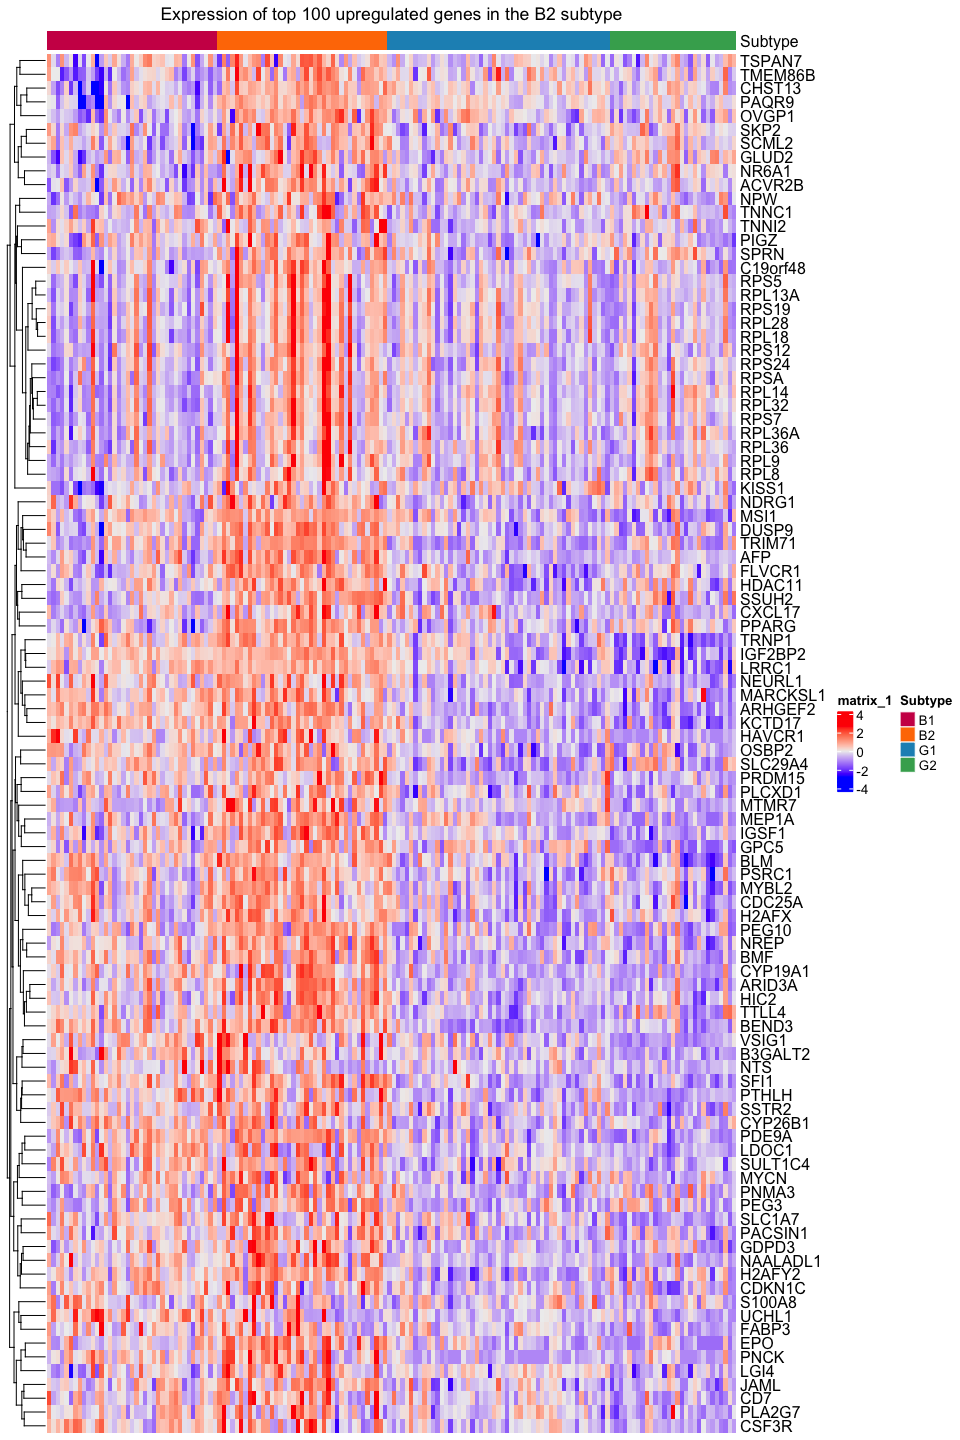 Expression of top 100 upregulated genes in the B2 subtype
Subtype
TSPAN7
TMEM86B
CHST13
PAQR9
OVGP1
SKP2
SCML2
GLUD2
NR6A1
ACVR2B
NPW
TNNC1
TNNI2
PIGZ
SPRN
C19orf48
RPS5
RPL13A
RPS19
RPL28
RPL18
RPS12
RPS24
RPSA
RPL14
RPL32
RPS7
RPL36A
RPL36
RPL9
RPL8
KISS1
NDRG1
MSI1
DUSP9
TRIM71
AFP
FLVCR1
HDAC11
SSUH2
CXCL17
PPARG
TRNP1
IGF2BP2
LRRC1
NEURL1
MARCKSL1
ARHGEF2
KCTD17
HAVCR1
OSBP2
SLC29A4
PRDM15
PLCXD1
MTMR7
MEP1A
IGSF1
GPC5
BLM
PSRC1
MYBL2
CDC25A
H2AFX
PEG10
NREP
BMF
CYP19A1
ARID3A
HIC2
TTLL4
BEND3
VSIG1
B3GALT2
NTS
SFI1
PTHLH
SSTR2
CYP26B1
PDE9A
LDOC1
SULT1C4
MYCN
PNMA3
PEG3
SLC1A7
PACSIN1
GDPD3
NAALADL1
H2AFY2
CDKN1C
S100A8
UCHL1
FABP3
EPO
PNCK
LGI4
JAML
CD7
PLA2G7
CSF3R
matrix_1
4
2
0
-2
-4
Subtype
B1
B2
G1
G2